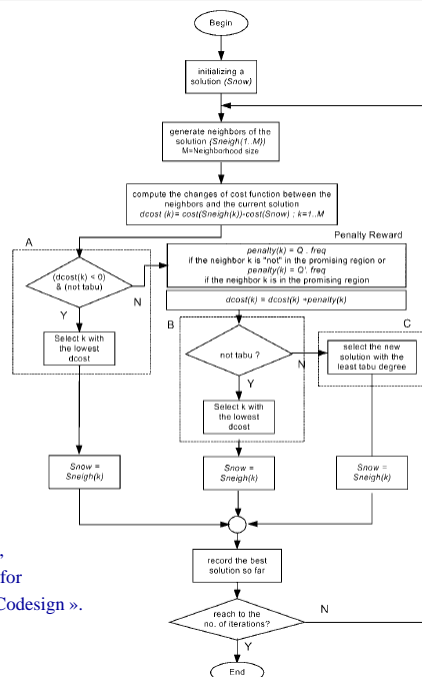 Begin
initializing a
solution (Snow)
generate neighbors of the
solution (Sneigh(1..M))
M=Neighborhood size
compute the changes of cost function between the
neighbors and the current solution
dcost (k)= cost(Sneigh(k))-cost(Snow) ; k=1..M
Penalty Reward
A
(dcost(k) < 0)
& (not tabu)
N
Y
Select k with
the lowest
dcost
penalty(k) = Q . freq
if the neighbor k is "not" in the promising region or
penalty(k) = Q'. freq
if the neighbor k is in the promising region
dcost(k) = dcost(k) +penalty(k)
B
not tabu ?
N
Y
Select k with
the lowest
dcost
C
select the new
solution with the
least tabu degree
Snow =
Sneigh(k)
Snow =
Sneigh(k)
Snow =
Sneigh(k)
,
for
Codesign ».
record the best
solution so far
reach to the
no. of iterations?
N
Y
End